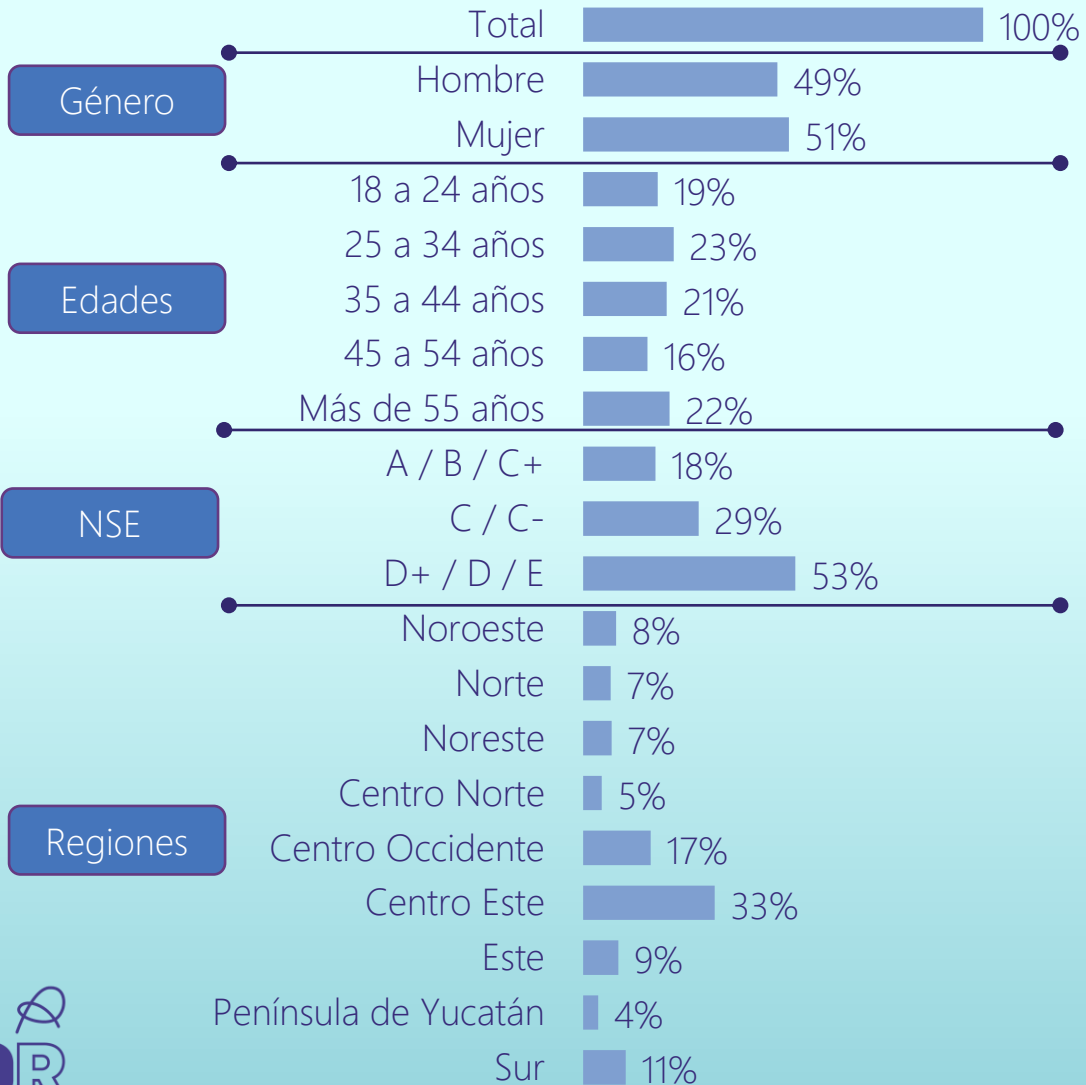 Total 100%
Género
Hombre 49%
Mujer 51%
Edades
18 a 24 años 19%
25 a 34 años 23%
35 a 44 años 21%
45 a 54 años 16%
Más de 55 años 22%
NSE
A / B / C+ 18%
C / C- 29%
D+ / D / E 53%
Regiones
Noroeste 8%
Norte 7%
Noreste 7%
Centro Norte 5%
Centro Occidente 17%
Centro Este 33%
Este 9%
Península de Yucatán 4%
Sur 11%
R